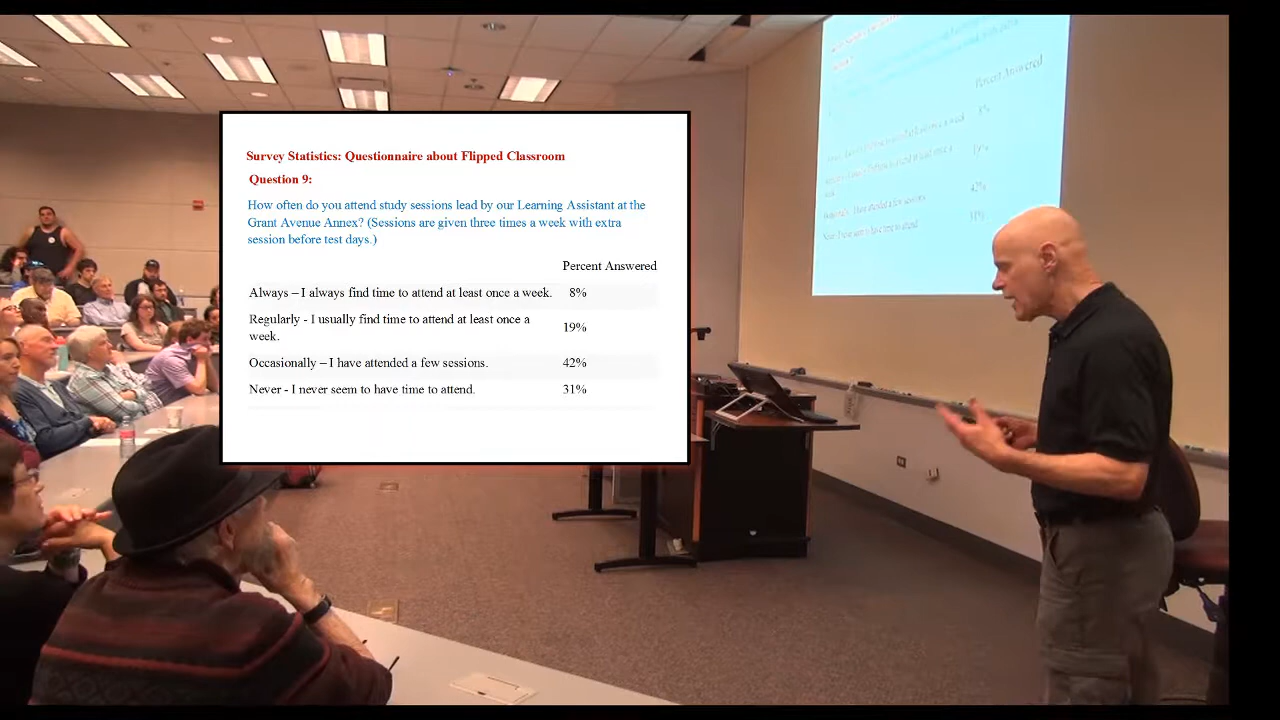 Survey Statistics: Questionnaire about Flipped Classroom
Question 9:
How often do you attend study sessions lead by our Learning Assistant at the
Grant Avenue Annex? (Sessions are given three times a week with extra
session before test days.)
Percent Answered
Always – I always find time to attend at least once a week. 8%
Regularly - I usually find time to attend at least once a
week. 19%
Occasionally – I have attended a few sessions. 42%
Never - I never seem to have time to attend. 31%
Percent Answered
8%
19%
42%
31%